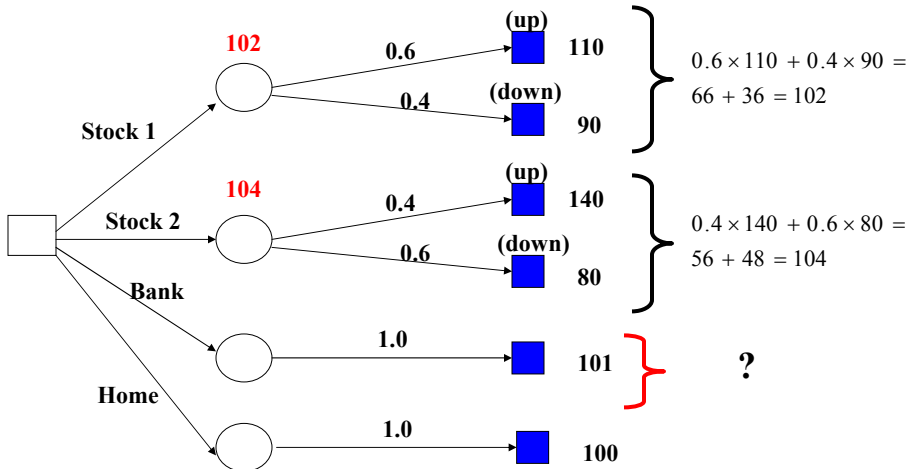 (up)
102
0.6
110
0.6 × 110 + 0.4 × 90 =
66 + 36 = 102
(down)
0.4
90
Stock 1
(up)
104
0.4
140
Stock 2
0.4 × 140 + 0.6 × 80 =
56 + 48 = 104
(down)
0.6
80
Bank
1.0
101
?
Home
1.0
100